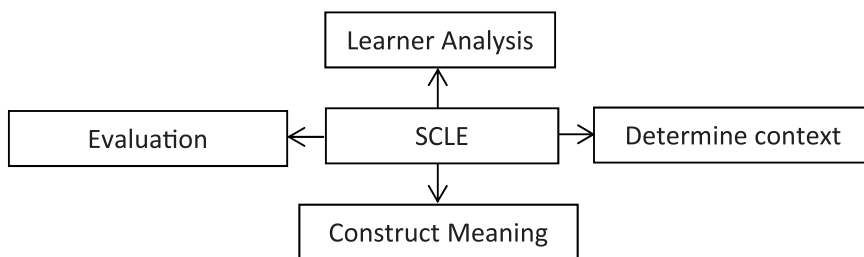 Learner Analysis
Evaluation
SCLE
Determine context
Construct Meaning